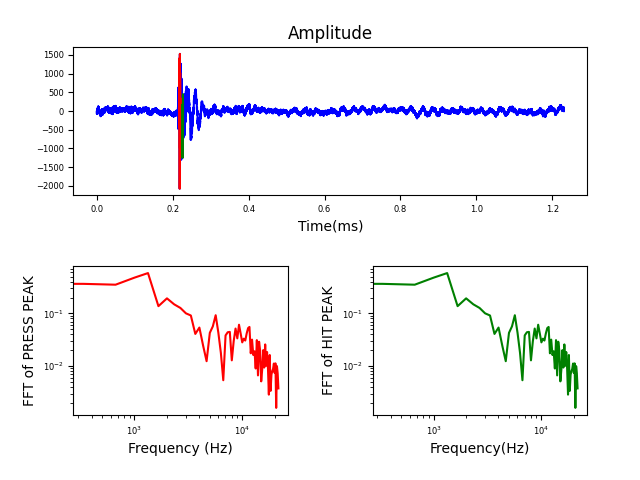 Amplitude
1500
1000
500
0
−500
−1000
−1500
−2000
0.0 0.2 0.4 0.6 0.8 1.0 1.2
Time(ms)
FFT of PRESS PEAK
10⁻¹
10⁻²
10³ 10⁴
Frequency (Hz)
FFT of HIT PEAK
10⁻¹
10⁻²
10³ 10⁴
Frequency(Hz)